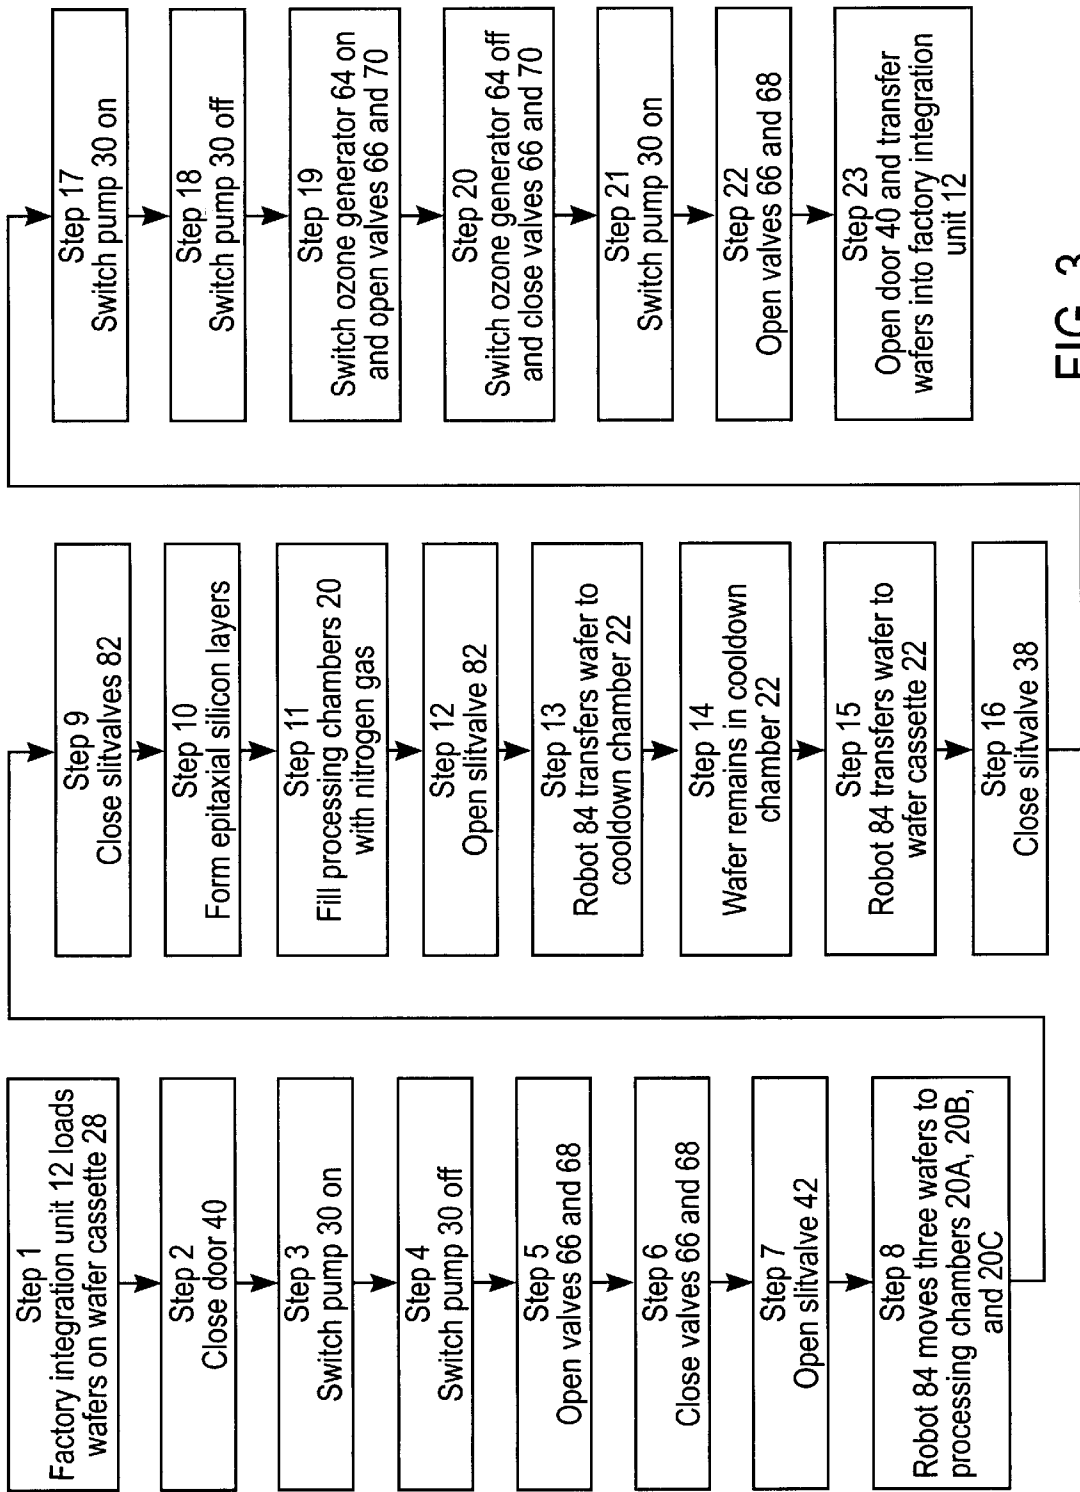 Step 1
Factory integration unit 12 loads
wafers on wafer cassette 28
Step 2
Close door 40
Step 3
Switch pump 30 on
Step 4
Switch pump 30 off
Step 5
Open valves 66 and 68
Step 6
Close valves 66 and 68
Step 7
Open slitvalve 42
Step 8
Robot 84 moves three wafers to
processing chambers 20A, 20B,
and 20C
Step 9
Close slitvalves 82
Step 10
Form epitaxial silicon layers
Step 11
Fill processing chambers 20
with nitrogen gas
Step 12
Open slitvalve 82
Step 13
Robot 84 transfers wafer to
cooldown chamber 22
Step 14
Wafer remains in cooldown
chamber 22
Step 15
Robot 84 transfers wafer to
wafer cassette 22
Step 16
Close slitvalve 38
Step 17
Switch pump 30 on
Step 18
Switch pump 30 off
Step 19
Switch ozone generator 64 on
and open valves 66 and 70
Step 20
Switch ozone generator 64 off
and close valves 66 and 70
Step 21
Switch pump 30 on
Step 22
Open valves 66 and 68
Step 23
Open door 40 and transfer
wafers into factory integration
unit 12
FIG. 3